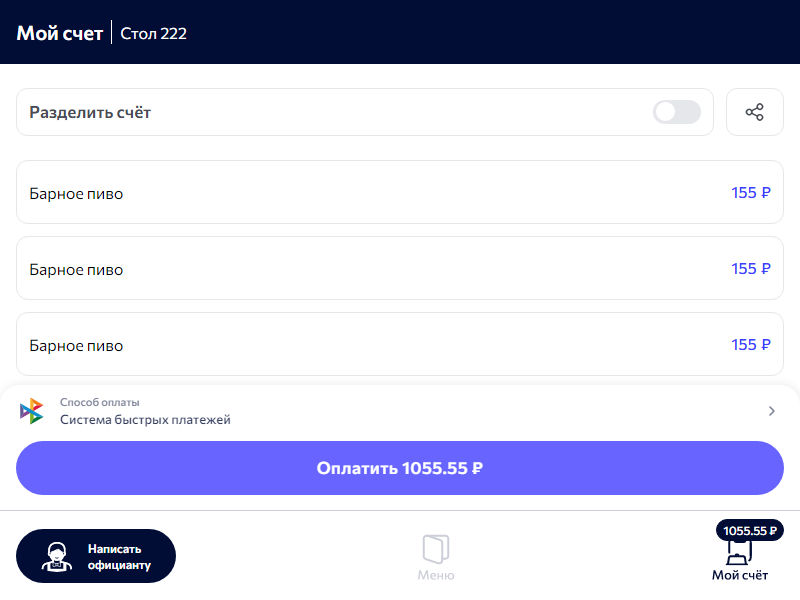 Мой счет
Стол 222
Разделить счёт
Барное пиво 155 ₽
Барное пиво 155 ₽
Барное пиво 155 ₽
Способ оплаты
Система быстрых платежей
Оплатить 1055.55 ₽
Написать
официанту
Меню
1055.55 ₽
Мой счёт